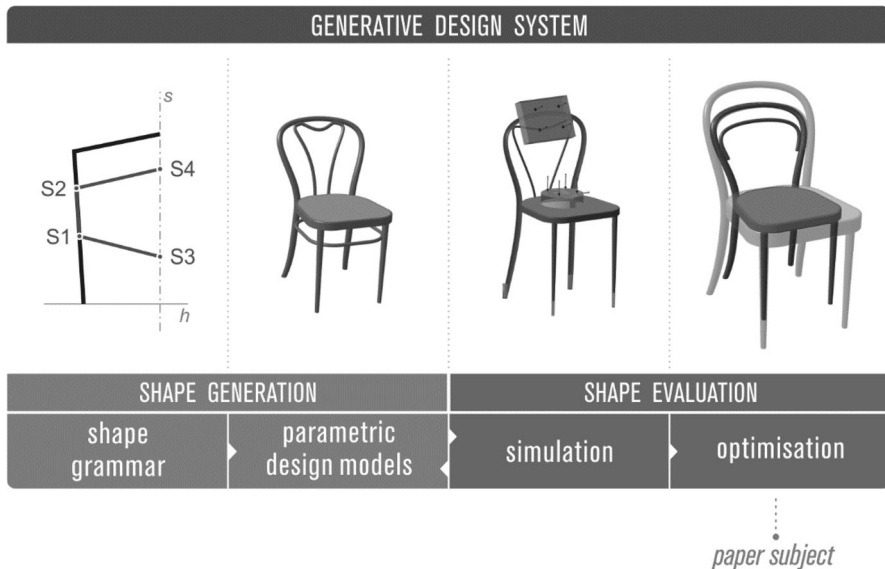 GENERATIVE DESIGN SYSTEM
s
S2
S4
S1
S3
h
SHAPE GENERATION
SHAPE EVALUATION
shape
grammar
parametric
design models
simulation
optimisation
paper subject